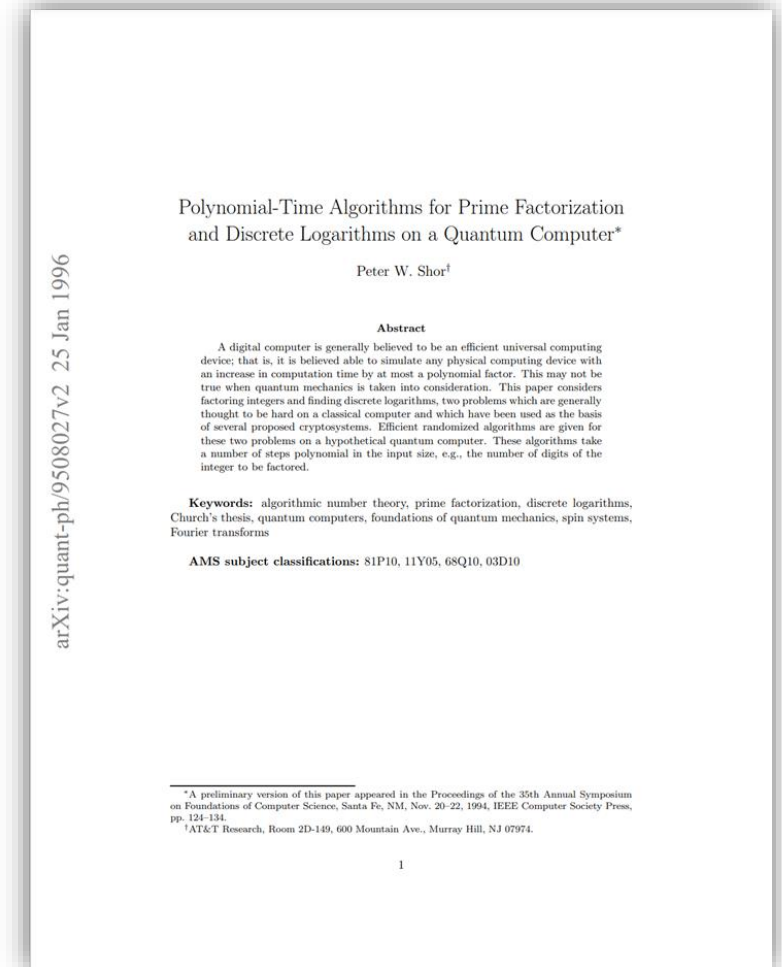 arXiv:quant-ph/9508027v2 25 Jan 1996
Polynomial-Time Algorithms for Prime Factorization
and Discrete Logarithms on a Quantum Computer*
Peter W. Shor†
Abstract
A digital computer is generally believed to be an efficient universal computing
device; that is, it is believed able to simulate any physical computing device with
an increase in computation time by at most a polynomial factor. This may not be
true when quantum mechanics is taken into consideration. This paper considers
factoring integers and finding discrete logarithms, two problems which are generally
thought to be hard on a classical computer and which have been used as the basis
of several proposed cryptosystems. Efficient randomized algorithms are given for
these two problems on a hypothetical quantum computer. These algorithms take
a number of steps polynomial in the input size, e.g., the number of digits of the
integer to be factored.
Keywords: algorithmic number theory, prime factorization, discrete logarithms,
Church's thesis, quantum computers, foundations of quantum mechanics, spin systems,
Fourier transforms
AMS subject classifications: 81P10, 11Y05, 68Q10, 03D10
*A preliminary version of this paper appeared in the Proceedings of the 35th Annual Symposium
on Foundations of Computer Science, Santa Fe, NM, Nov. 20–22, 1994, IEEE Computer Society Press,
pp. 124–134.
†AT&T Research, Room 2D-149, 600 Mountain Ave., Murray Hill, NJ 07974.
1